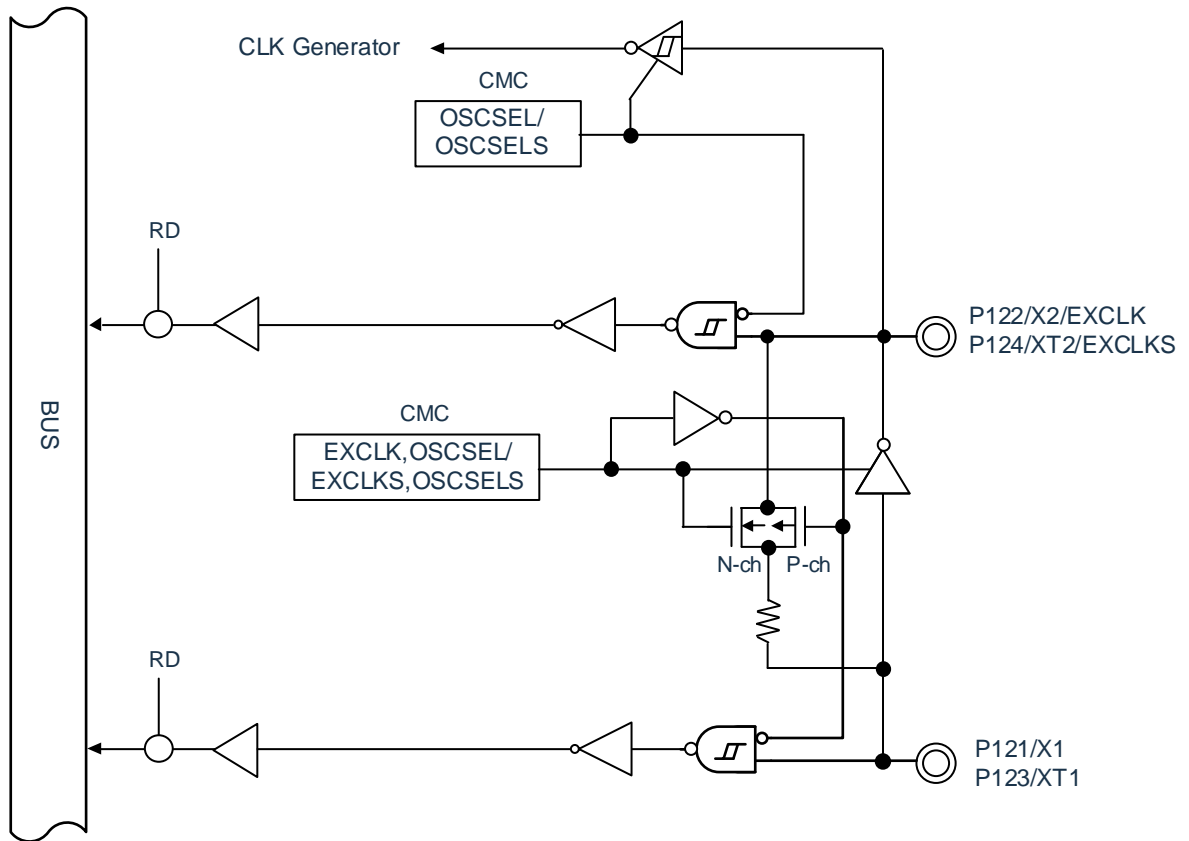 CLK Generator
CMC
OSCSEL/
OSCSELS
RD
P122/X2/EXCLK
P124/XT2/EXCLKS
BUS
CMC
EXCLK,OSCSEL/
EXCLKS,OSCSELS
N-ch
P-ch
RD
P121/X1
P123/XT1